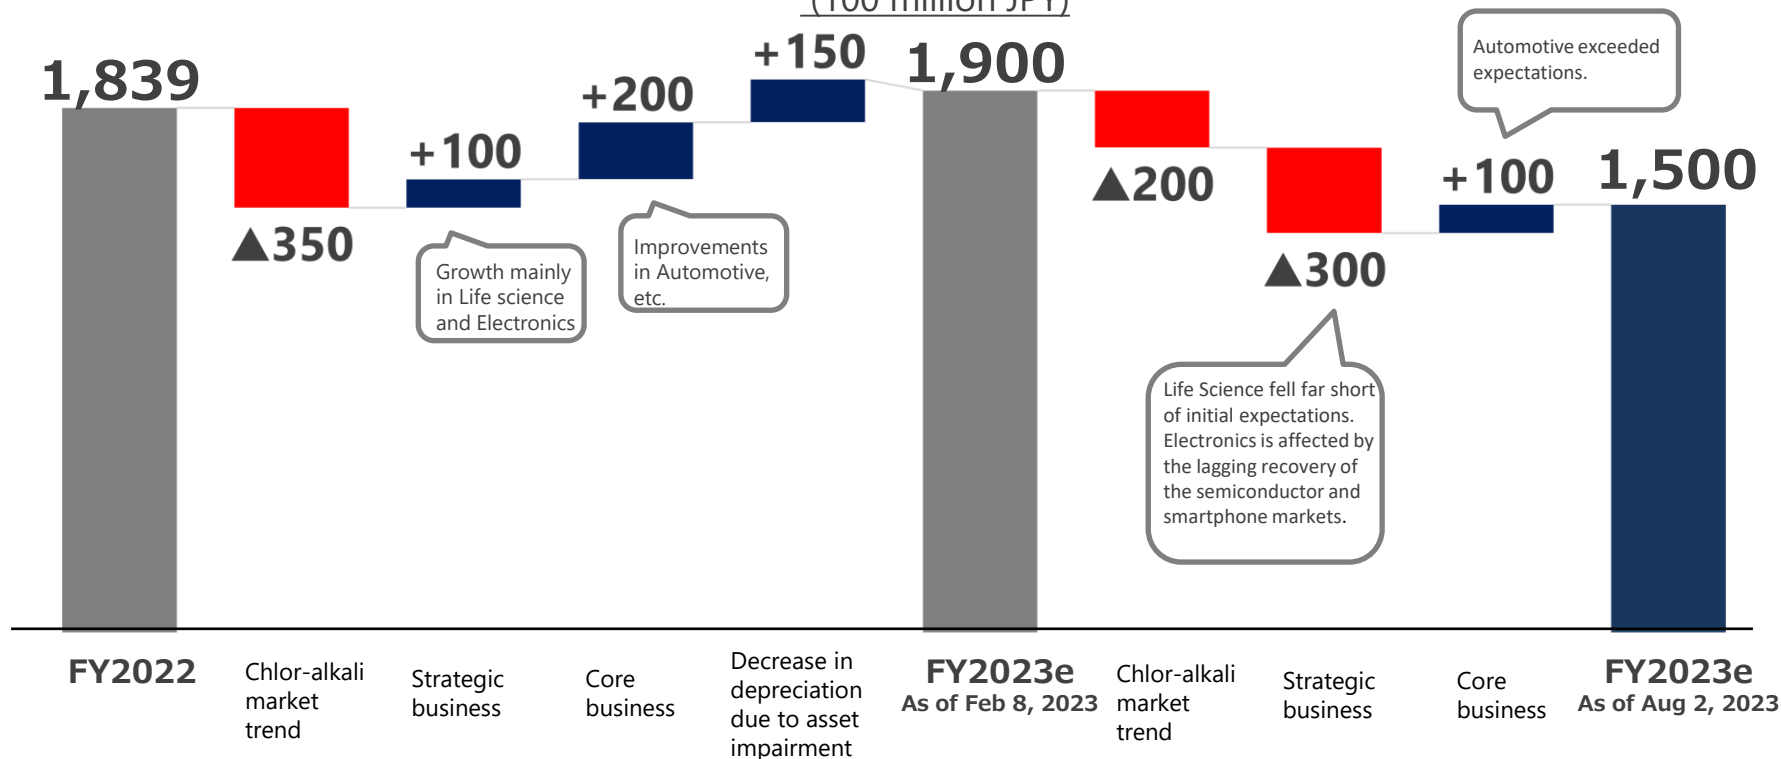 (100 million JPY)
1,839
▲350
+100
+200
+150
1,900
▲200
▲300
+100
1,500
Growth mainly
in Life science
and Electronics
Improvements
in Automotive,
etc.
Life Science fell far short
of initial expectations.
Electronics is affected by
the lagging recovery of
the semiconductor and
smartphone markets.
Automotive exceeded
expectations.
FY2022
Chlor-alkali
market
trend
Strategic
business
Core
business
Decrease in
depreciation
due to asset
impairment
FY2023e
As of Feb 8, 2023
Chlor-alkali
market
trend
Strategic
business
Core
business
FY2023e
As of Aug 2, 2023